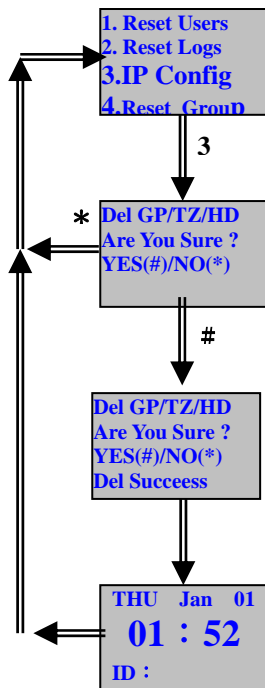 1. Reset Users
2. Reset Logs
3.IP Config
4.Reset Group
3
*
Del GP/TZ/HD
Are You Sure ?
YES(#)/NO(*)
#
Del GP/TZ/HD
Are You Sure ?
YES(#)/NO(*)
Del Succeess
THU Jan 01
01 : 52
ID :